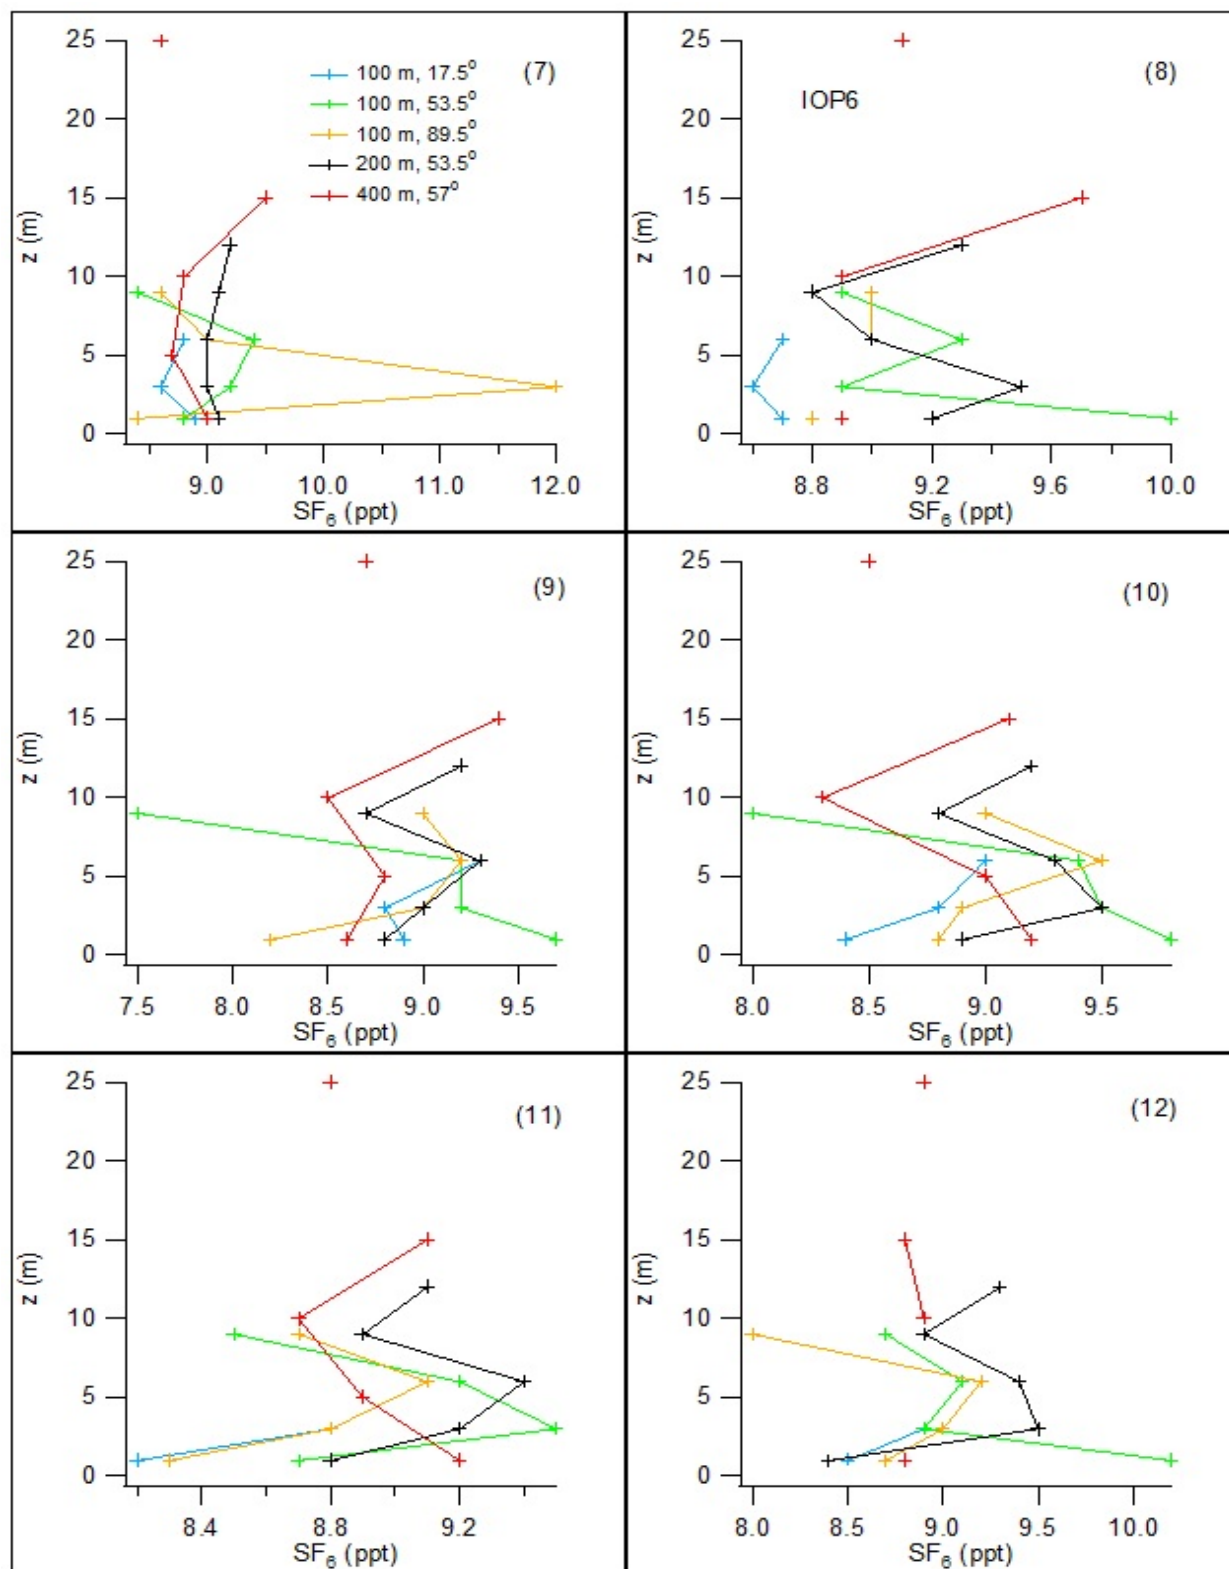 25
20
15
10
5
0
z (m)
100 m, 17.5°
100 m, 53.5°
100 m, 89.5°
200 m, 53.5°
400 m, 57°
(7)
9.0 10.0 11.0 12.0
SF₆ (ppt)
25
20
15
10
5
0
z (m)
IOP6
(8)
8.8 9.2 9.6 10.0
SF₆ (ppt)
25
20
15
10
5
0
z (m)
(9)
7.5 8.0 8.5 9.0 9.5
SF₆ (ppt)
25
20
15
10
5
0
z (m)
(10)
8.0 8.5 9.0 9.5
SF₆ (ppt)
25
20
15
10
5
0
z (m)
(11)
8.4 8.8 9.2
SF₆ (ppt)
25
20
15
10
5
0
z (m)
(12)
8.0 8.5 9.0 9.5 10.0
SF₆ (ppt)